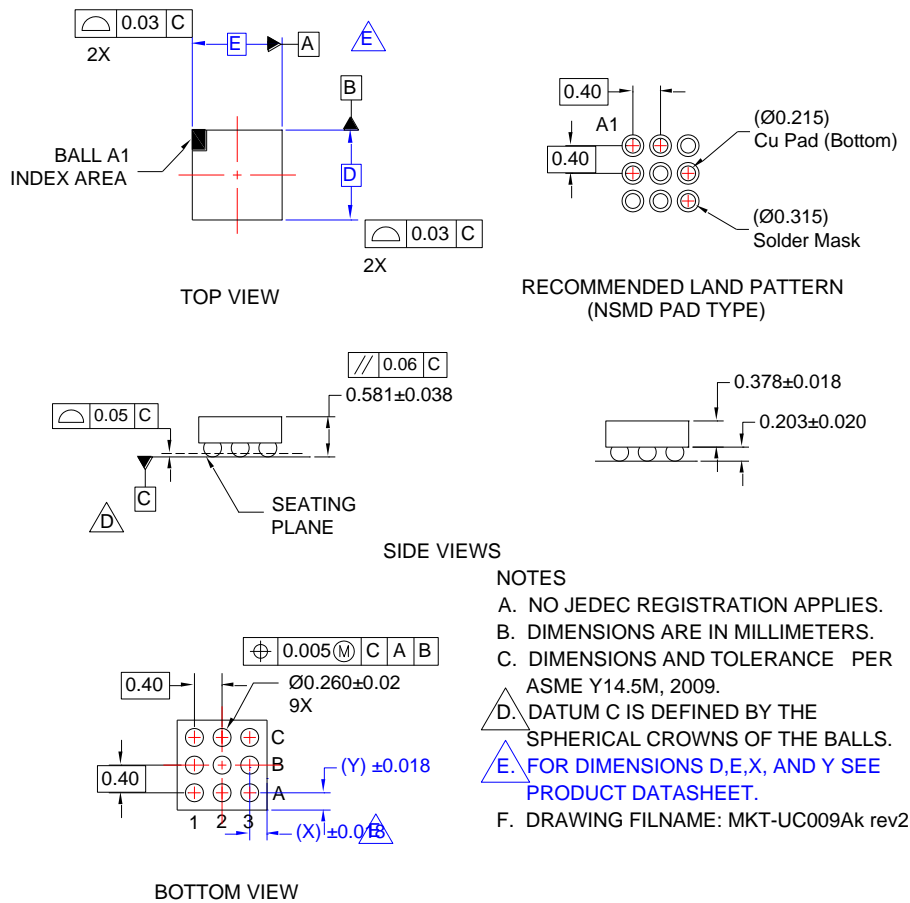 0.03 C
2X
E
A
E
B
BALL A1
INDEX AREA
D
0.03 C
2X
TOP VIEW
0.40
A1
0.40
(Ø0.215)
Cu Pad (Bottom)
(Ø0.315)
Solder Mask
RECOMMENDED LAND PATTERN
(NSMD PAD TYPE)
// 0.06 C
0.581±0.038
0.05 C
C
D
SEATING
PLANE
0.378±0.018
0.203±0.020
SIDE VIEWS
NOTES
A. NO JEDEC REGISTRATION APPLIES.
B. DIMENSIONS ARE IN MILLIMETERS.
C. DIMENSIONS AND TOLERANCE PER
ASME Y14.5M, 2009.
D. DATUM C IS DEFINED BY THE
SPHERICAL CROWNS OF THE BALLS.
E. FOR DIMENSIONS D,E,X, AND Y SEE
PRODUCT DATASHEET.
F. DRAWING FILNAME: MKT-UC009Ak rev2
0.005Ⓜ C A B
0.40
Ø0.260±0.02
9X
C
B
A
0.40
1 2 3
(Y) ±0.018
(X) ±0.018
E
BOTTOM VIEW